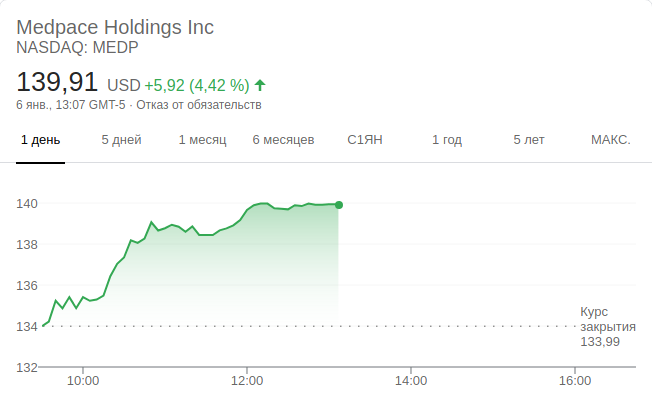 Medpace Holdings Inc
NASDAQ: MEDP
139,91 USD +5,92 (4,42 %)
6 янв., 13:07 GMT-5 · Отказ от обязательств
1 день 5 дней 1 месяц 6 месяцев С1ЯН 1 год 5 лет МАКС.
140
138
136
134
132
Курс
закрытия
133,99
10:00 12:00 14:00 16:00